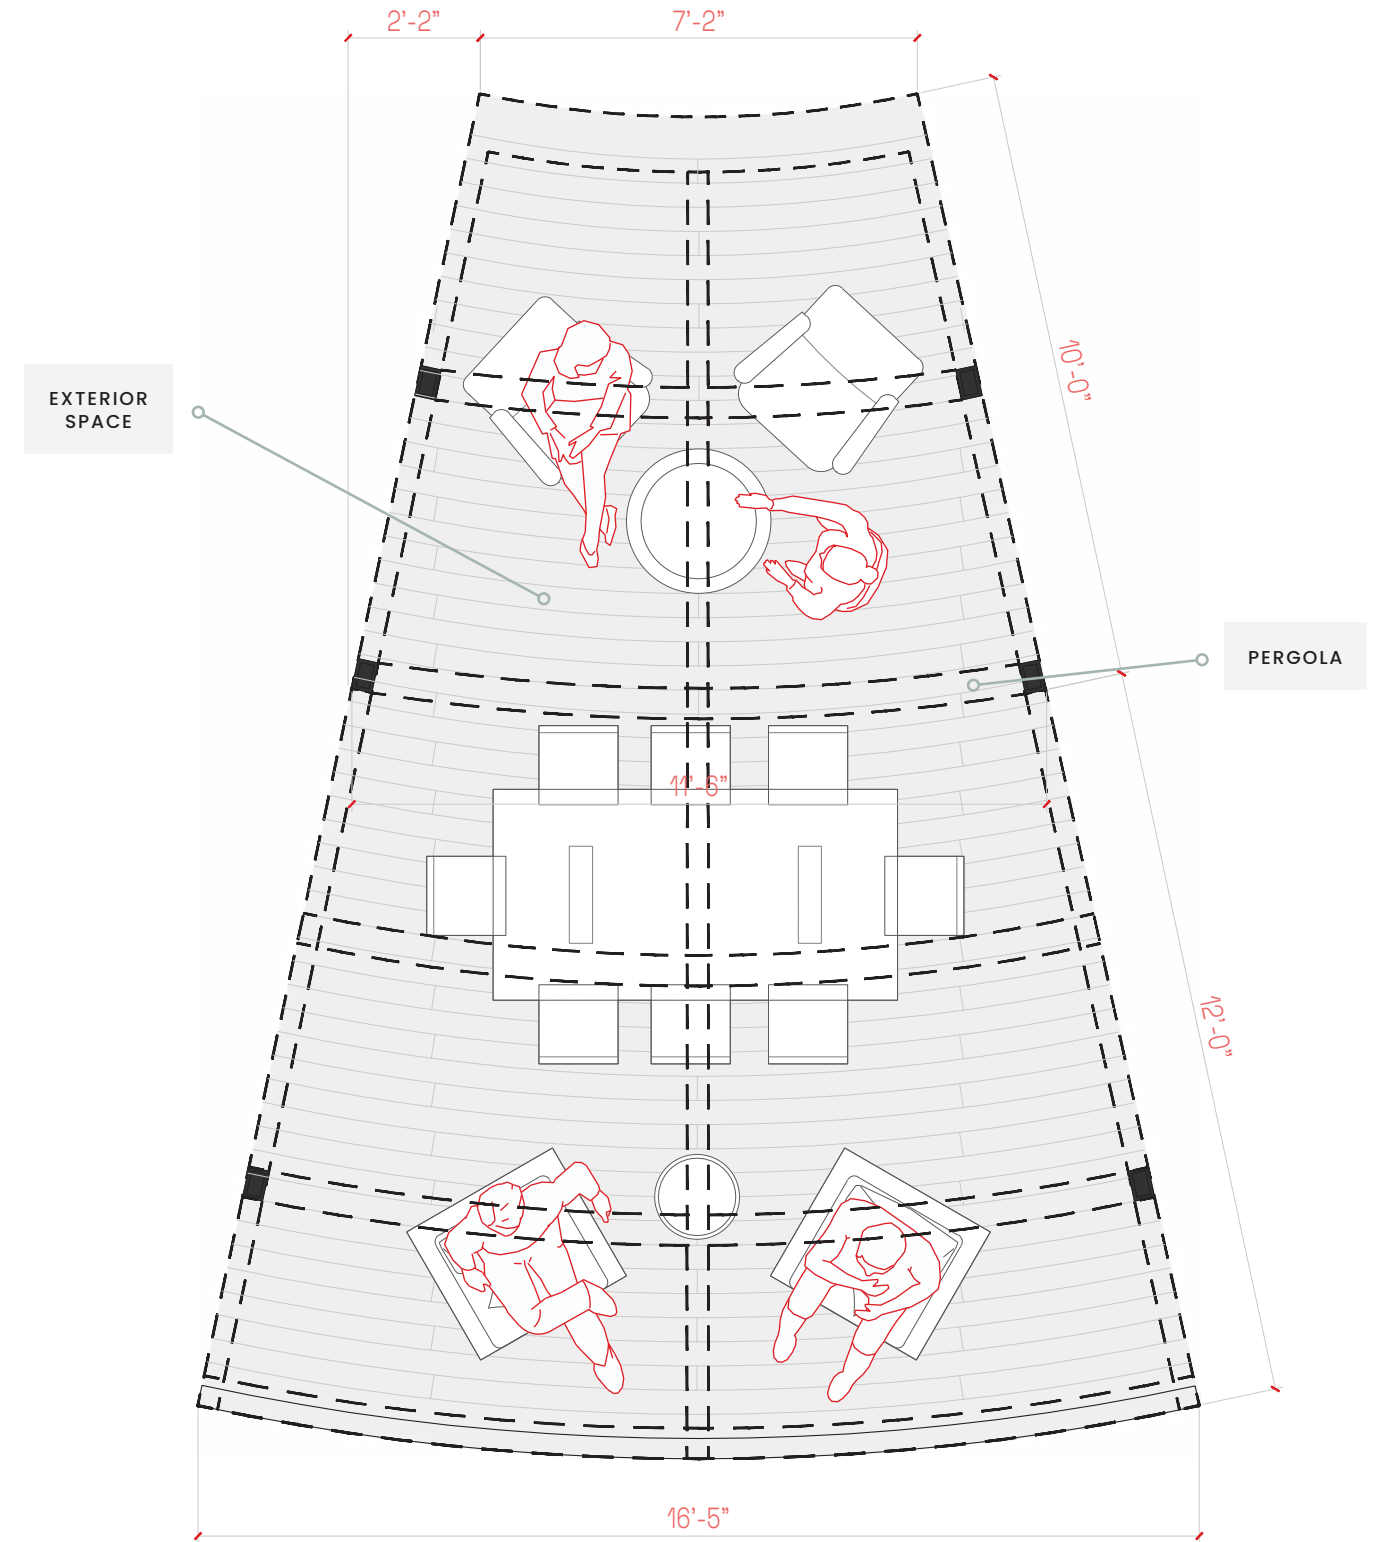 2’-2”
7’-2”
10’-0”
EXTERIOR
SPACE
PERGOLA
11’-6”
12’-0”
16’-5”